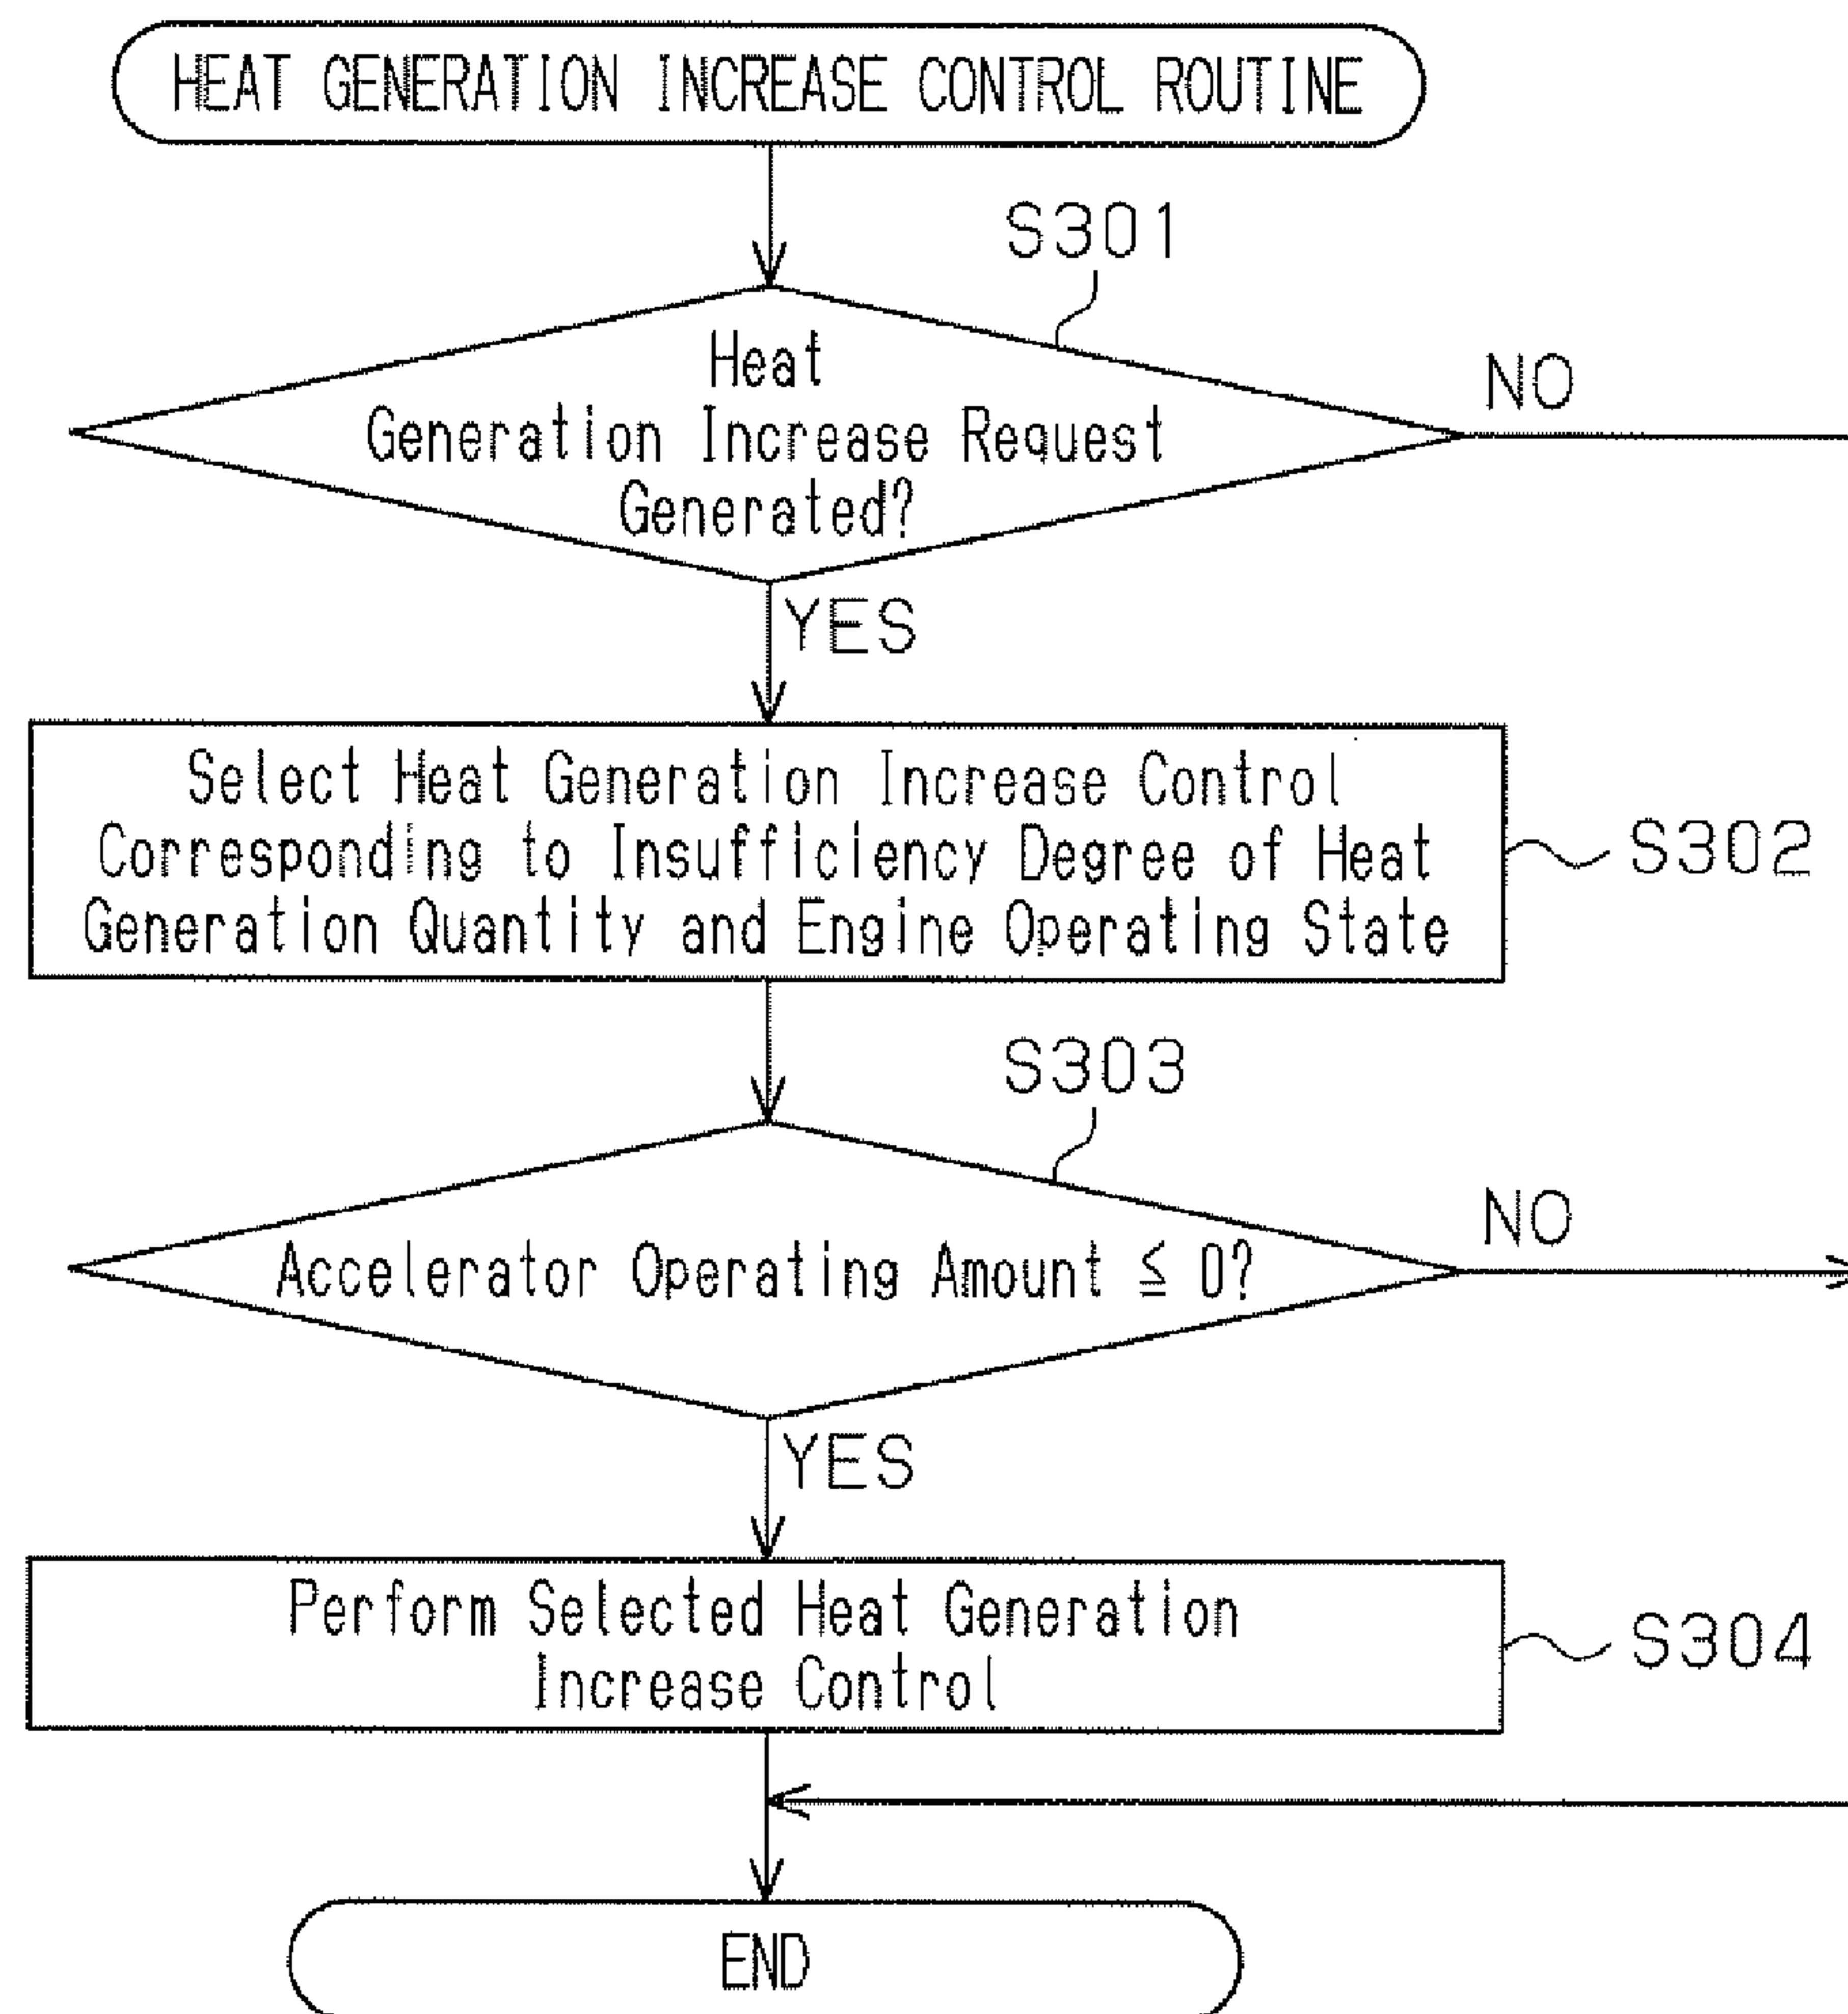 HEAT GENERATION INCREASE CONTROL ROUTINE
S301
Heat
Generation Increase Request
Generated?
NO
YES
Select Heat Generation Increase Control
Corresponding to Insufficiency Degree of Heat
Generation Quantity and Engine Operating State
S302
S303
Accelerator Operating Amount ≦ 0?
NO
YES
Perform Selected Heat Generation
Increase Control
S304
END